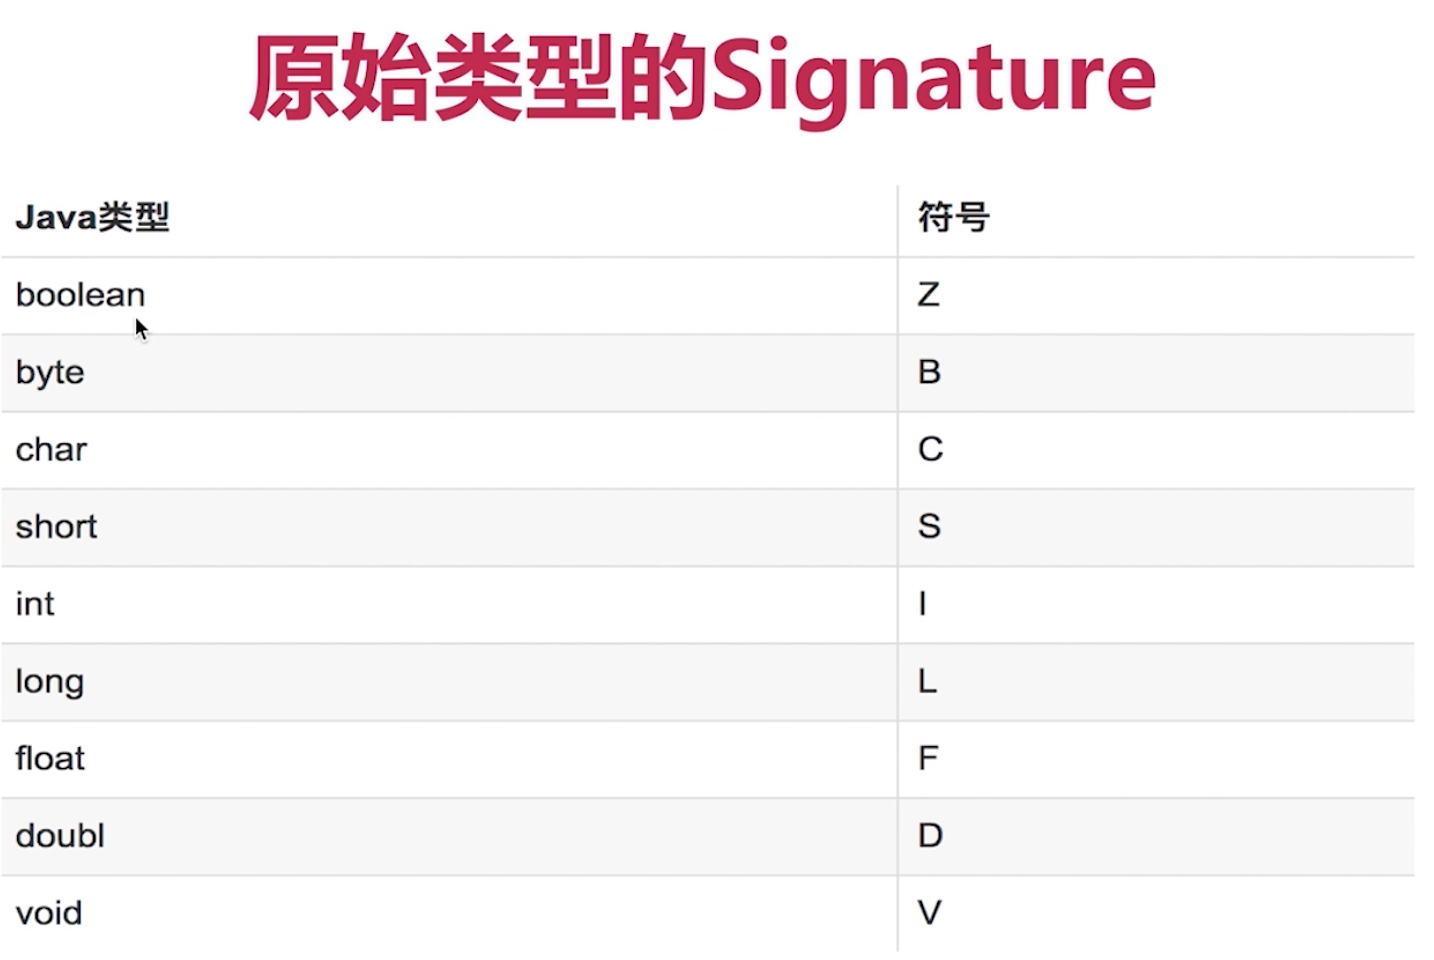 原始类型的Signature
Java类型 符号
boolean Z
byte B
char C
short S
int I
long L
float F
doubl D
void V